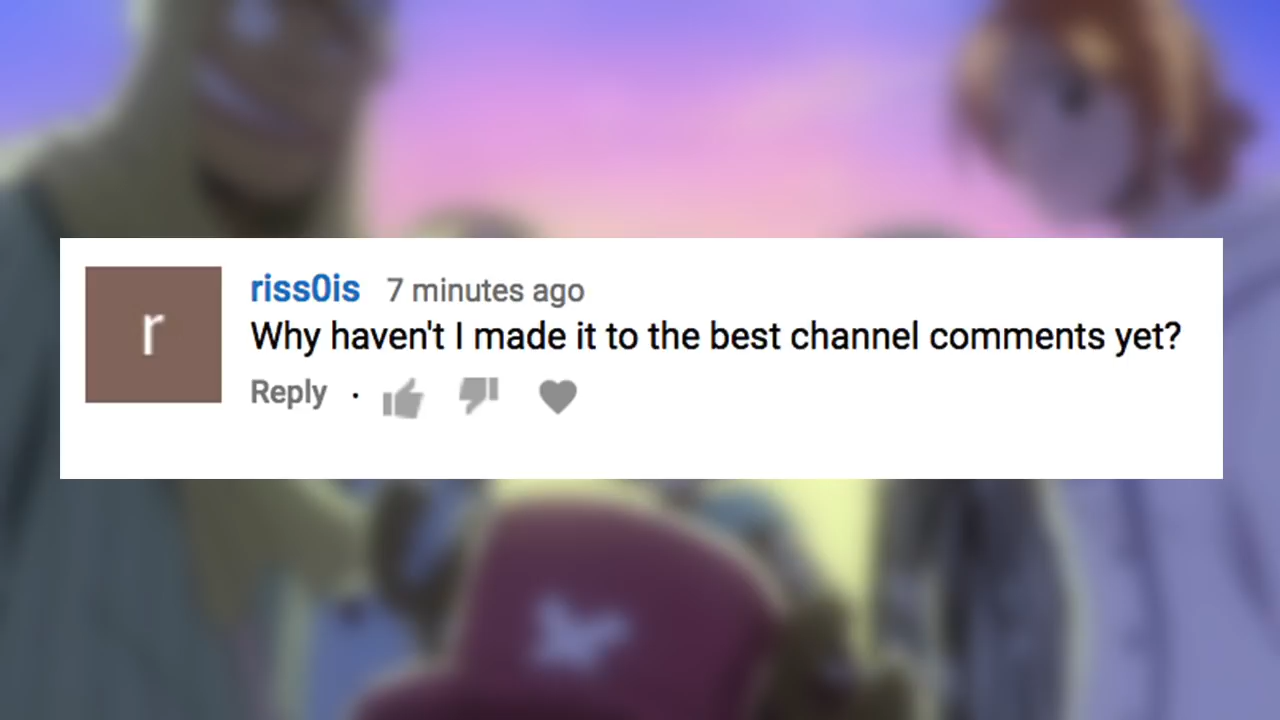 r
riss0is 7 minutes ago
Why haven't I made it to the best channel comments yet?
Reply ·